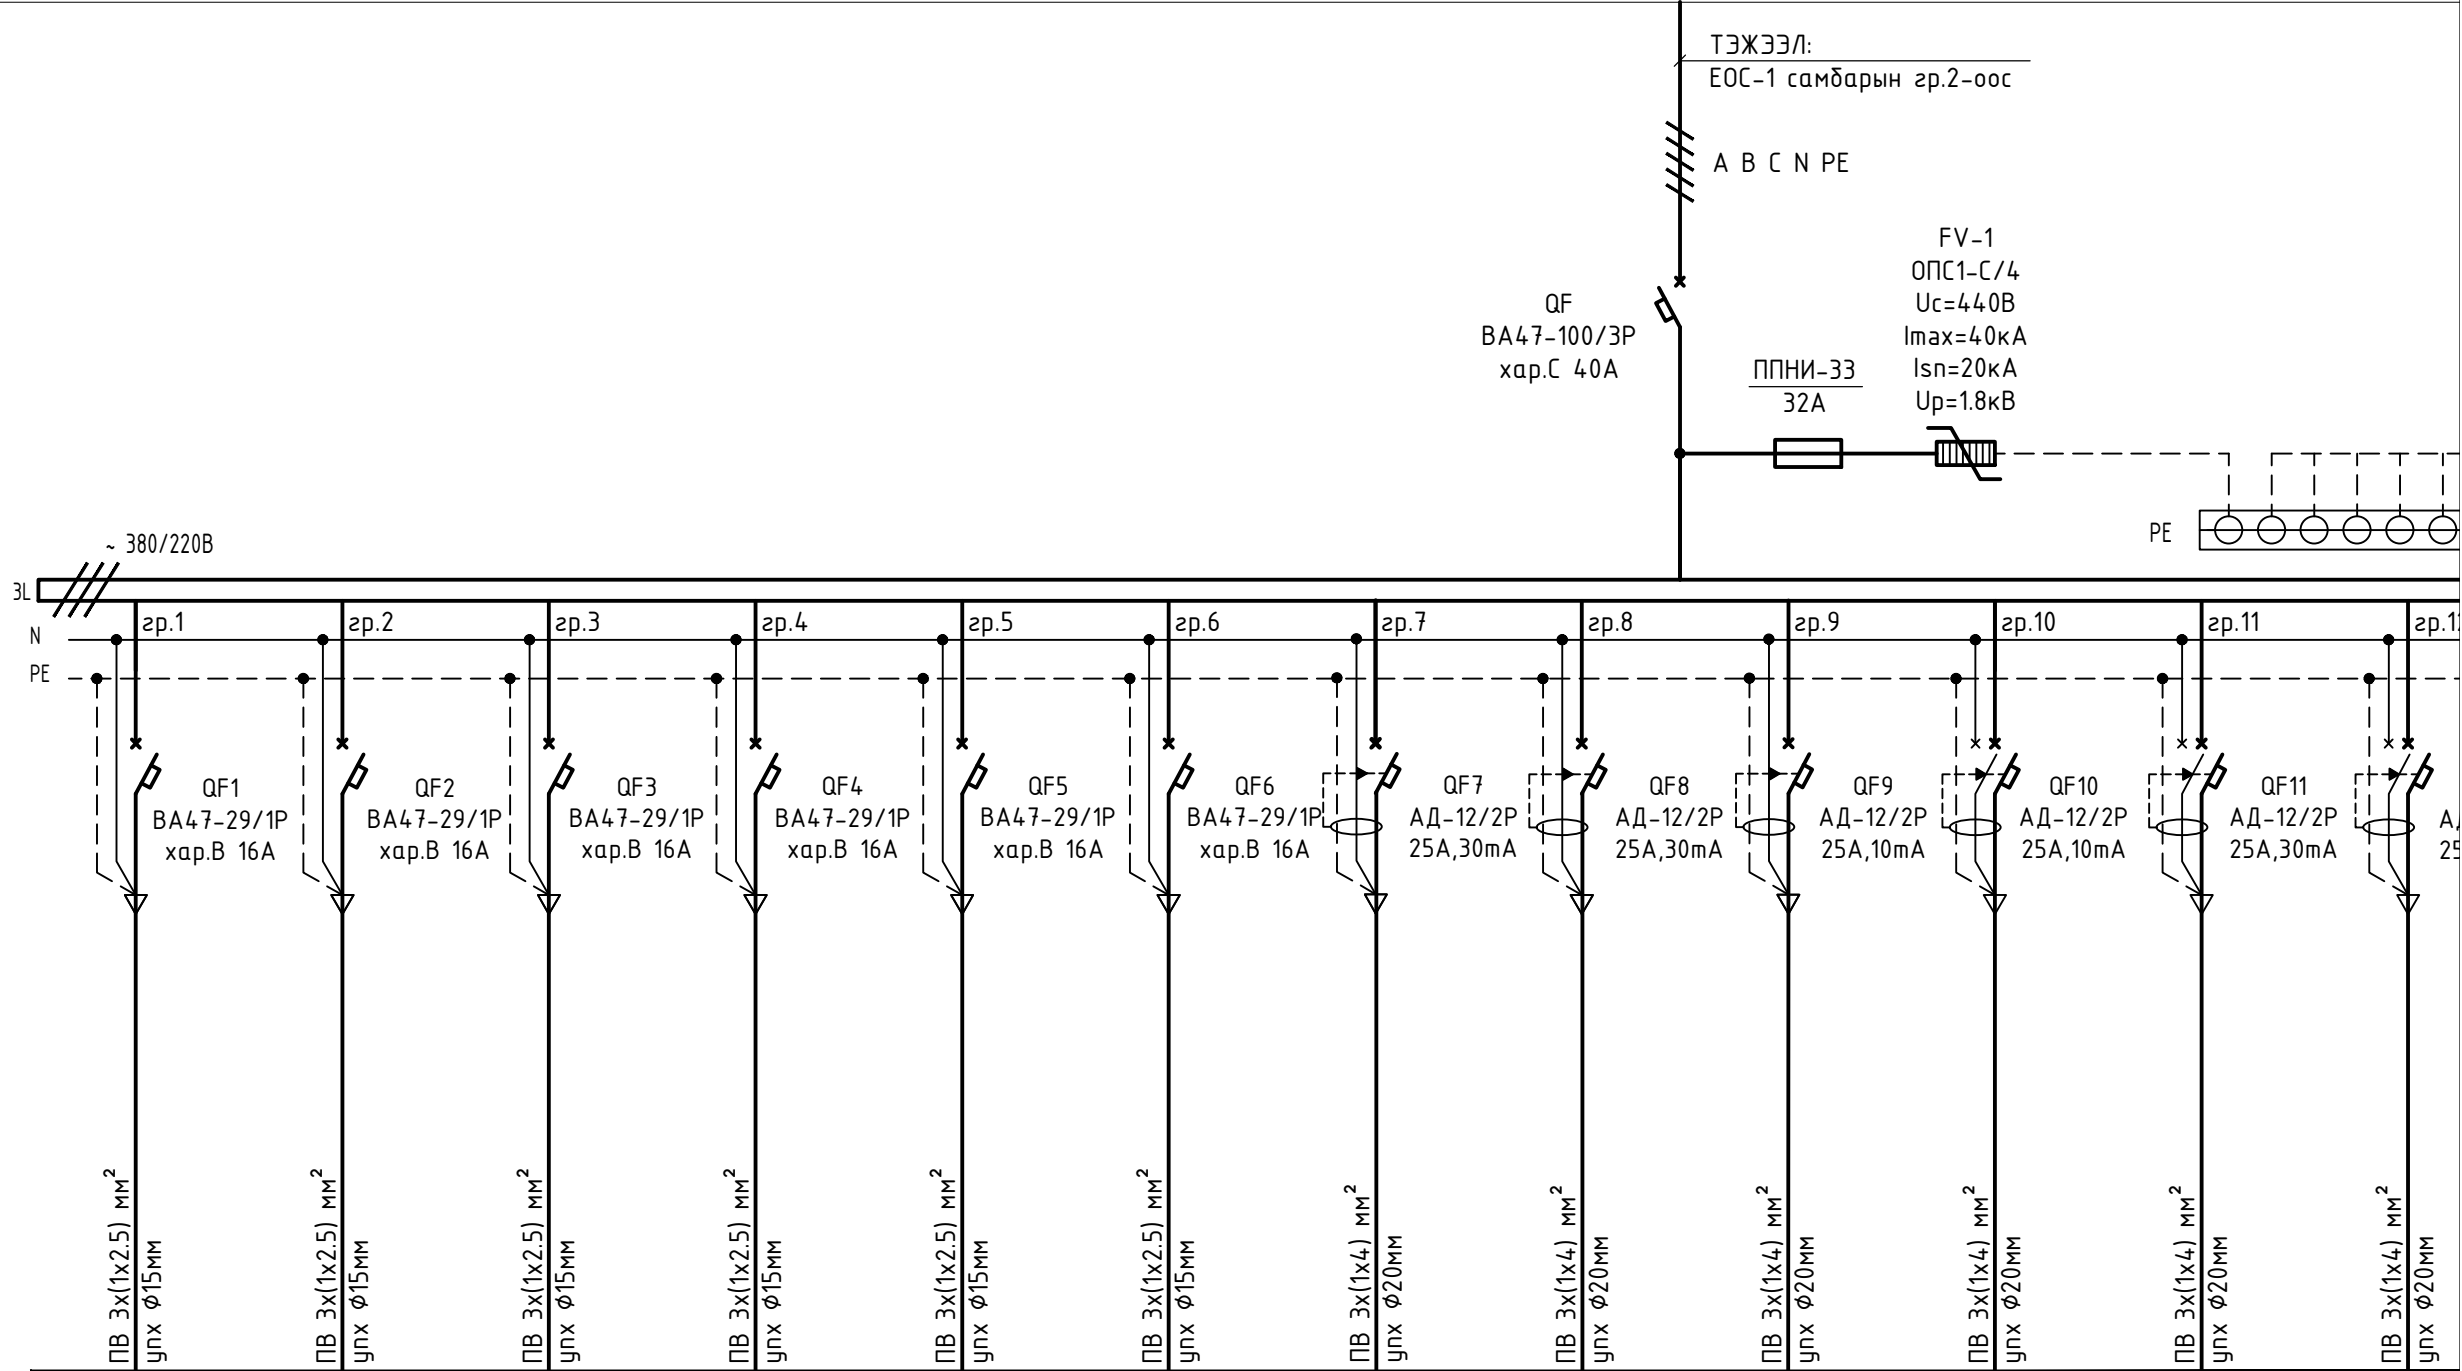 ТЭЖЭЭЛ:
ЕОС-1 самбарын гр.2-оос
A B C N PE
FV-1
ОПС1-С/4
Uc=440В
Imax=40кА
Isn=20кА
Up=1.8кВ
QF
ВА47-100/3Р
хар.С 40А
ППНИ-33
32А
PE
~ 380/220В
3L
N
PE
гр.1
гр.2
гр.3
гр.4
гр.5
гр.6
гр.7
гр.8
гр.9
гр.10
гр.11
QF1
ВА47-29/1Р
хар.В 16А
QF2
ВА47-29/1Р
хар.В 16А
QF3
ВА47-29/1Р
хар.В 16А
QF4
ВА47-29/1Р
хар.В 16А
QF5
ВА47-29/1Р
хар.В 16А
QF6
ВА47-29/1Р
хар.В 16А
QF7
АД-12/2Р
25А,30mA
QF8
АД-12/2Р
25А,30mA
QF9
АД-12/2Р
25А,10mA
QF10
АД-12/2Р
25А,10mA
QF11
АД-12/2Р
25А,30mA
ПВ 3х(1х2.5) мм²
упх ф15мм
ПВ 3х(1х2.5) мм²
упх ф15мм
ПВ 3х(1х2.5) мм²
упх ф15мм
ПВ 3х(1х2.5) мм²
упх ф15мм
ПВ 3х(1х2.5) мм²
упх ф15мм
ПВ 3х(1х2.5) мм²
упх ф15мм
ПВ 3х(1х4) мм²
упх ф20мм
ПВ 3х(1х4) мм²
упх ф20мм
ПВ 3х(1х4) мм²
упх ф20мм
ПВ 3х(1х4) мм²
упх ф20мм
ПВ 3х(1х4) мм²
упх ф20мм
ПВ 3х(1х4) мм²
упх ф20мм